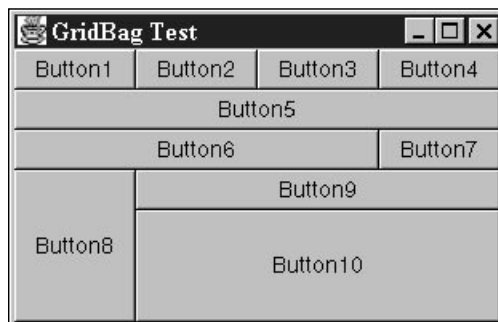 GridBag Test
Button1 Button2 Button3 Button4
Button5
Button6 Button7
Button9
Button8
Button10